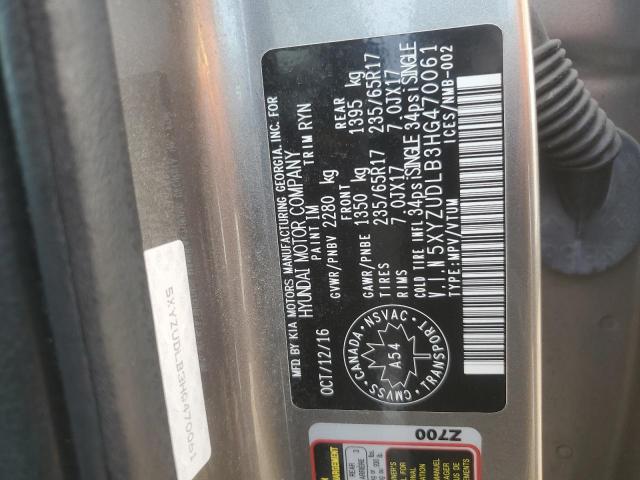 MFD BY KIA MOTORS MANUFACTURING GEORGIA, INC. FOR
HYUNDAI MOTOR COMPANY
OCT/12/16 PAINT 1M TRIM RYN
GVWR/PNBV 2280 kg
FRONT REAR
GAWR/PNBE 1350 kg 1395 kg
TIRES 235/65R17 235/65R17
RIMS 7.0JX17 7.0JX17
COLD TIRE INFL 34psiSINGLE 34psiSINGLE
V.I.N 5XYZUDLB3HG470061
TYPE:MPV/VTUM ICES/NMB-002
CANADA NSVAC
A54
CMVSS TRANSPORT
5XYZUDLB3HG470061
Z700
REAR